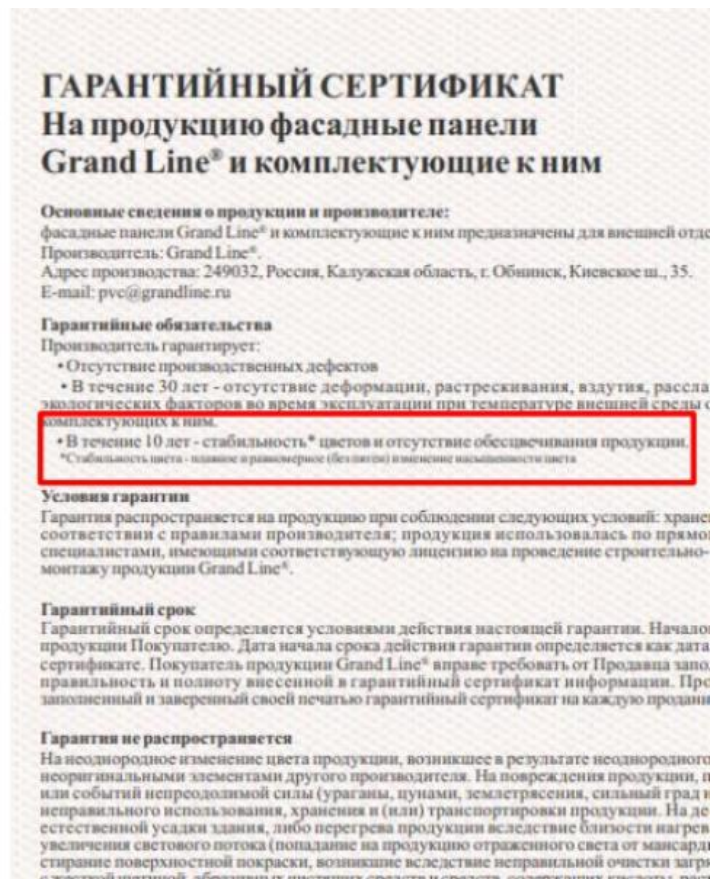 ГАРАНТИЙНЫЙ СЕРТИФИКАТ
На продукцию фасадные панели
Grand Line® и комплектующие к ним
Основные сведения о продукции и производителе:
фасадные панели Grand Line® и комплектующие к ним предназначены для внешней отде
Производитель: Grand Line®.
Адрес производства: 249032, Россия, Калужская область, г. Обнинск, Киевское ш., 35.
E-mail: pvc@grandline.ru
Гарантийные обязательства
Производитель гарантирует:
• Отсутствие производственных дефектов
• В течение 30 лет - отсутствие деформации, растрескивания, вздутия, рассла
экологических факторов во время эксплуатации при температуре внешней среды о
комплектующих к ним.
• В течение 10 лет - стабильность* цветов и отсутствие обесцвечивания продукции.
*Стабильность цвета - плавное и равномерное (без пятен) изменение насыщенности цвета
Условия гарантии
Гарантия распространяется на продукцию при соблюдении следующих условий: хране
соответствии с правилами производителя; продукция использовалась по прямо
специалистами, имеющими соответствующую лицензию на проведение строительно-
монтажу продукции Grand Line®.
Гарантийный срок
Гарантийный срок определяется условиями действия настоящей гарантии. Начало
продукции Покупателю. Дата начала срока действия гарантии определяется как дата
сертификате. Покупатель продукции Grand Line® вправе требовать от Продавца запо
правильность и полноту внесенной в гарантийный сертификат информации. Про
заполненный и заверенный своей печатью гарантийный сертификат на каждую продан
Гарантия не распространяется
На неоднородное изменение цвета продукции, возникшее в результате неоднородного
неоригинальными элементами другого производителя. На повреждения продукции, п
или событий непреодолимой силы (ураганы, цунами, землетрясения, сильный град и
неправильного использования, хранения и (или) транспортировки продукции. На де
естественной усадки здания, либо перегрева продукции вследствие близости нагрев
увеличения светового потока (попадание на продукцию отраженного света от мансард
стирание поверхностной покраски, возникшие вследствие неправильной очистки загр